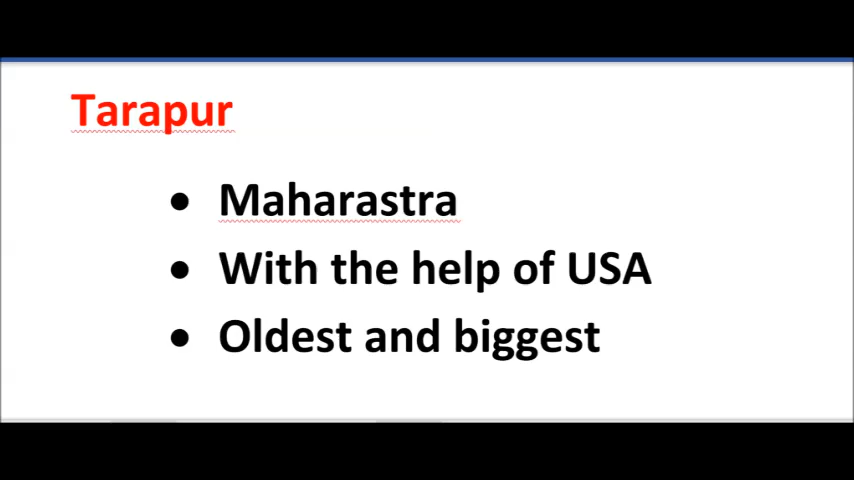 Tarapur
• Maharastra
• With the help of USA
• Oldest and biggest